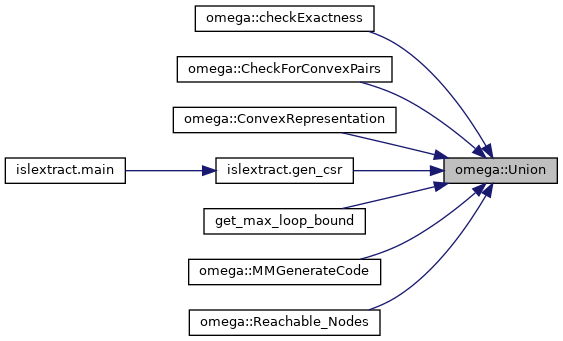 omega::checkExactness
omega::CheckForConvexPairs
omega::ConvexRepresentation
islextract.main
islextract.gen_csr
omega::Union
get_max_loop_bound
omega::MMGenerateCode
omega::Reachable_Nodes